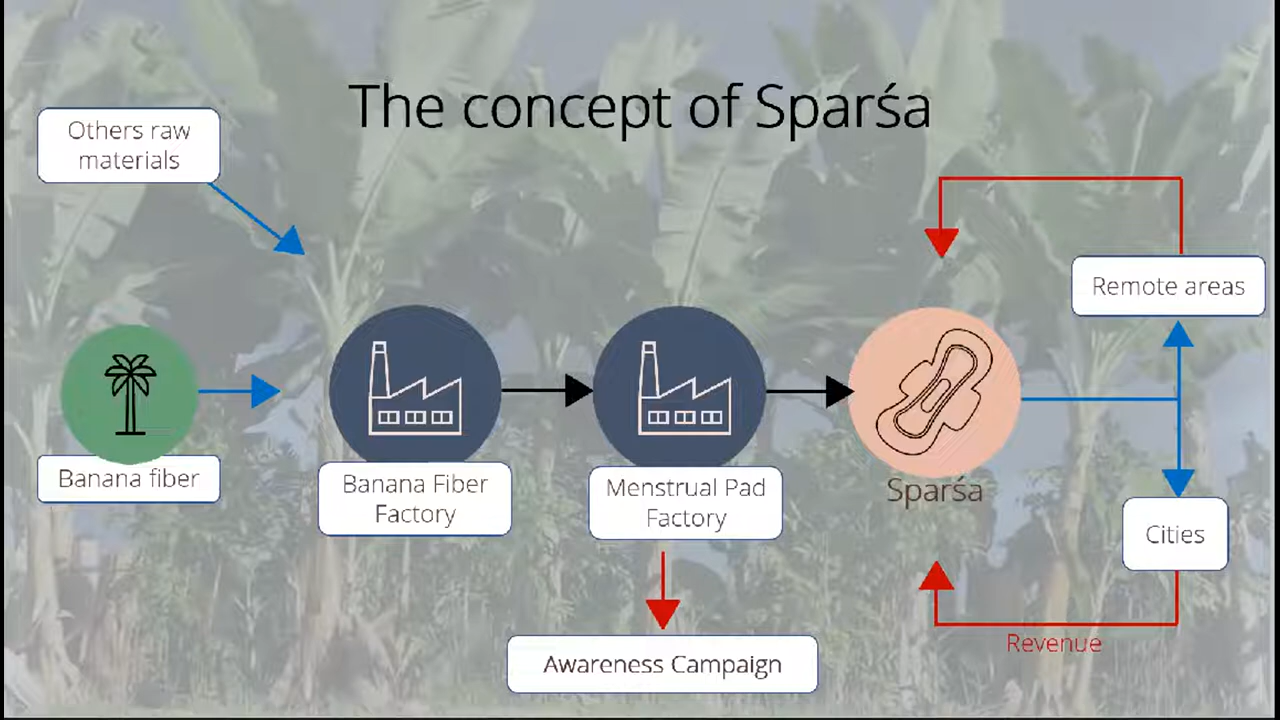 The concept of Sparśa
Others raw
materials
Remote areas
Banana fiber
Banana Fiber
Factory
Menstrual Pad
Factory
Sparśa
Cities
Revenue
Awareness Campaign